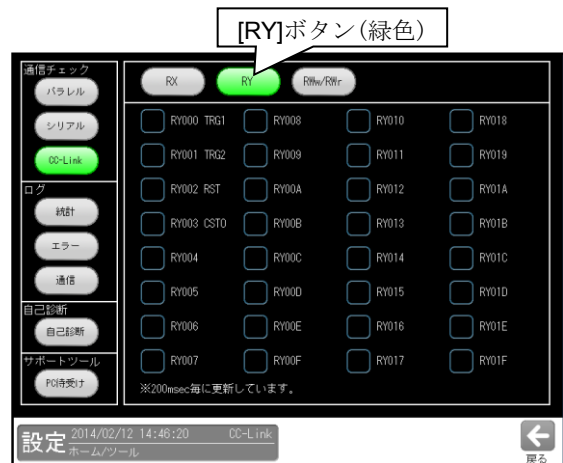 [RY]ボタン(緑色)
通信チェック
パラレル
シリアル
CC-Link
ログ
統計
エラー
通信
自己診断
自己診断
サポートツール
PC待受け
RX RY RWw/RWr
RY000 TRG1 RY008 RY010 RY018
RY001 TRG2 RY009 RY011 RY019
RY002 RST RY00A RY012 RY01A
RY003 CSTO RY00B RY013 RY01B
RY004 RY00C RY014 RY01C
RY005 RY00D RY015 RY01D
RY006 RY00E RY016 RY01E
RY007 RY00F RY017 RY01F
※200msec毎に更新しています。
設定 2014/02/12 14:46:20 CC-Link
ホーム/ツール
戻る